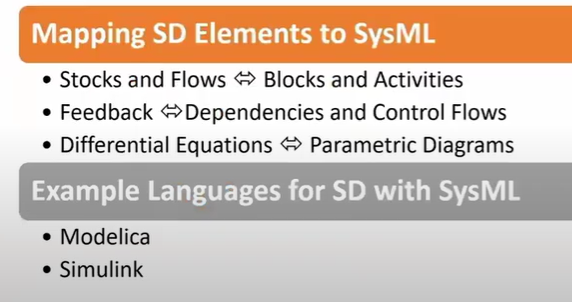 Mapping SD Elements to SysML
• Stocks and Flows ⇔ Blocks and Activities
• Feedback ⇔Dependencies and Control Flows
• Differential Equations ⇔ Parametric Diagrams
Example Languages for SD with SysML
• Modelica
• Simulink